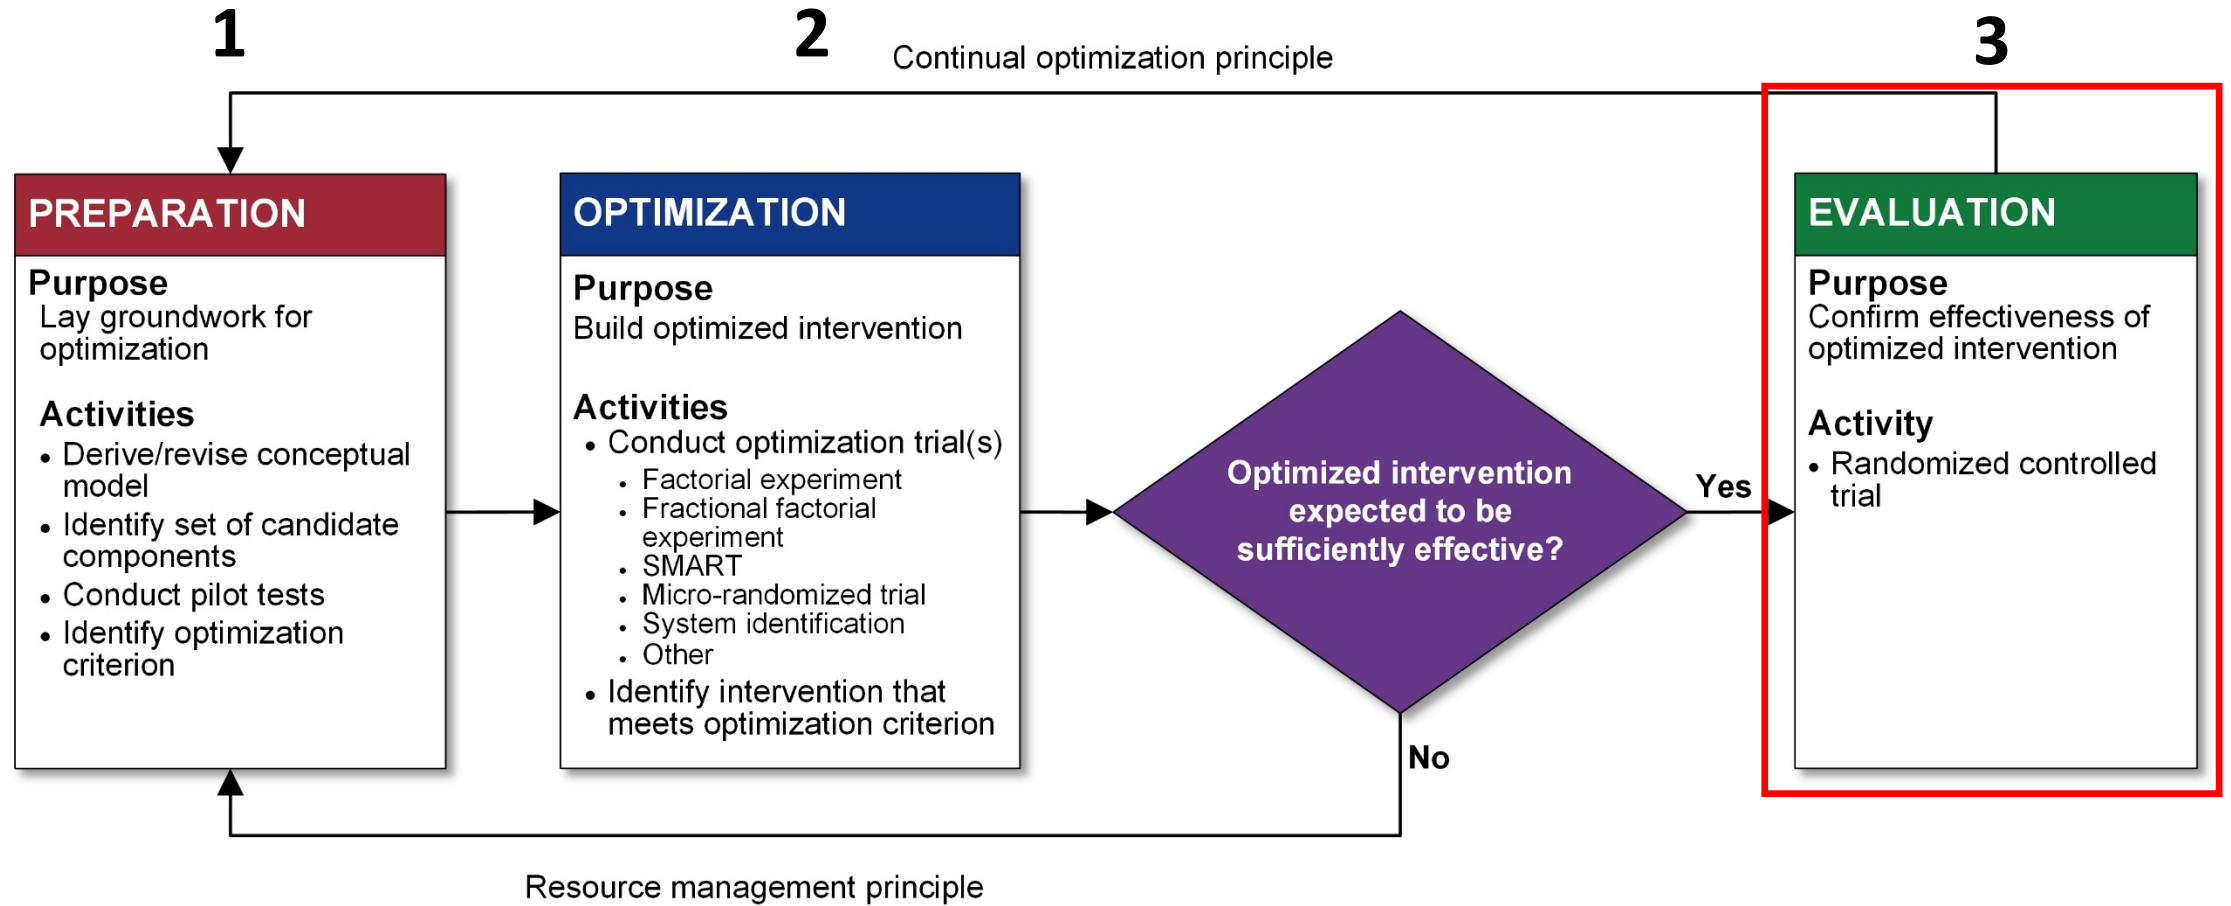 1
2
3
Continual optimization principle
PREPARATION
Purpose
Lay groundwork for
optimization
Activities
• Derive/revise conceptual
model
• Identify set of candidate
components
• Conduct pilot tests
• Identify optimization
criterion
OPTIMIZATION
Purpose
Build optimized intervention
Activities
• Conduct optimization trial(s)
• Factorial experiment
• Fractional factorial
experiment
• SMART
• Micro-randomized trial
• System identification
• Other
• Identify intervention that
meets optimization criterion
Optimized intervention
expected to be
sufficiently effective?
Yes
No
EVALUATION
Purpose
Confirm effectiveness of
optimized intervention
Activity
• Randomized controlled
trial
Resource management principle